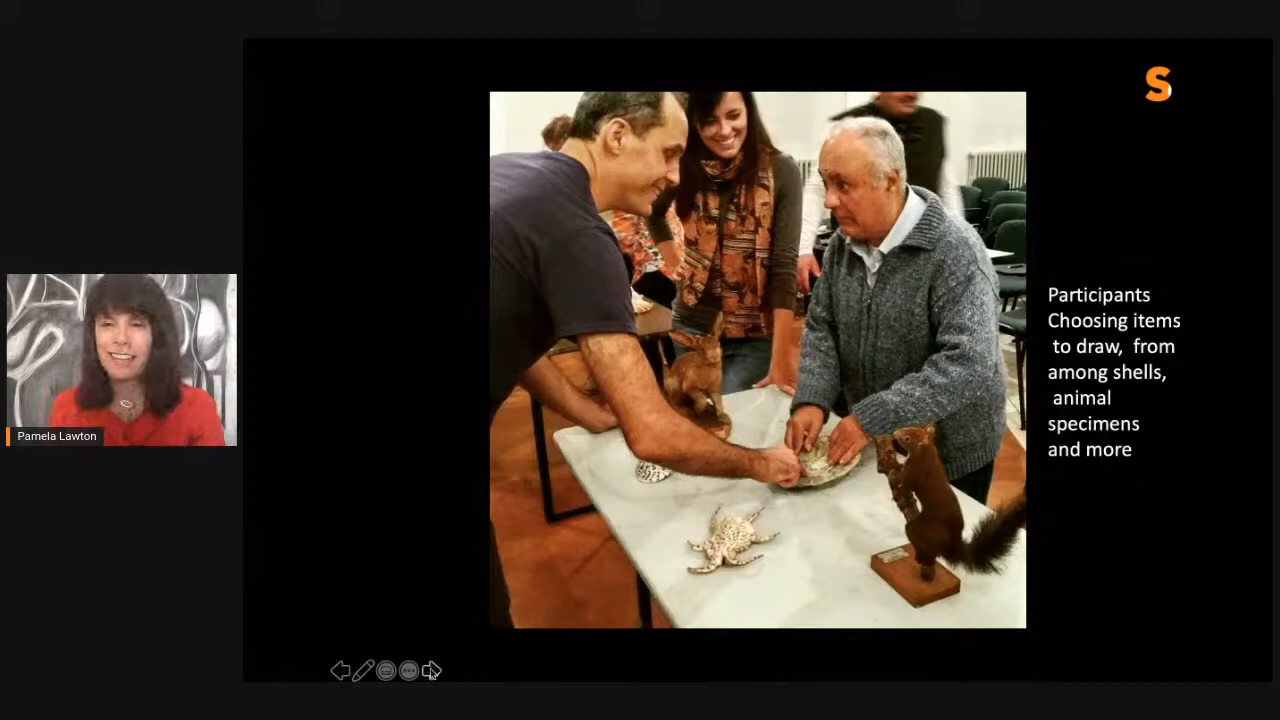 S
Participants
Choosing items
to draw, from
among shells,
animal
specimens
and more
Pamela Lawton